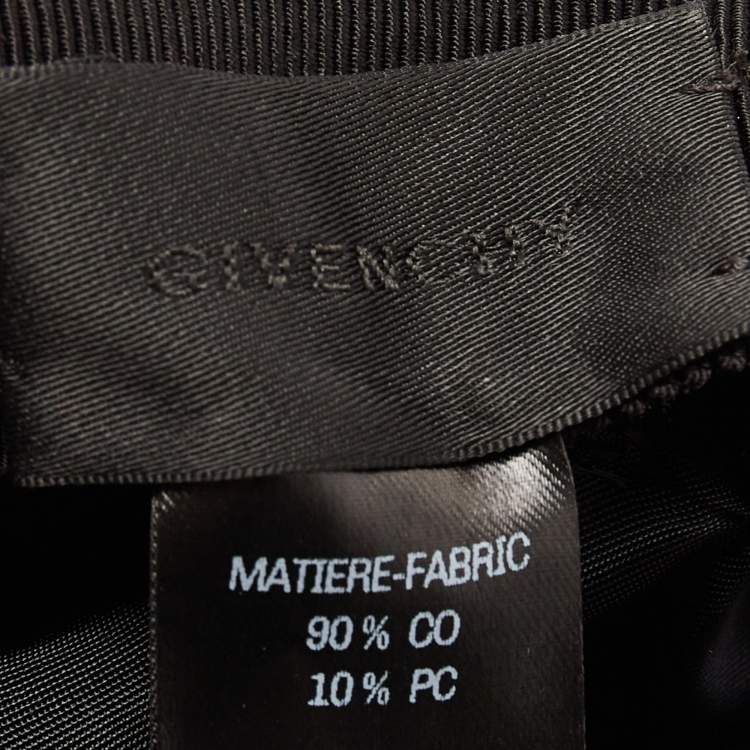 GIVENCHY
MATIERE-FABRIC
90% CO
10% PC